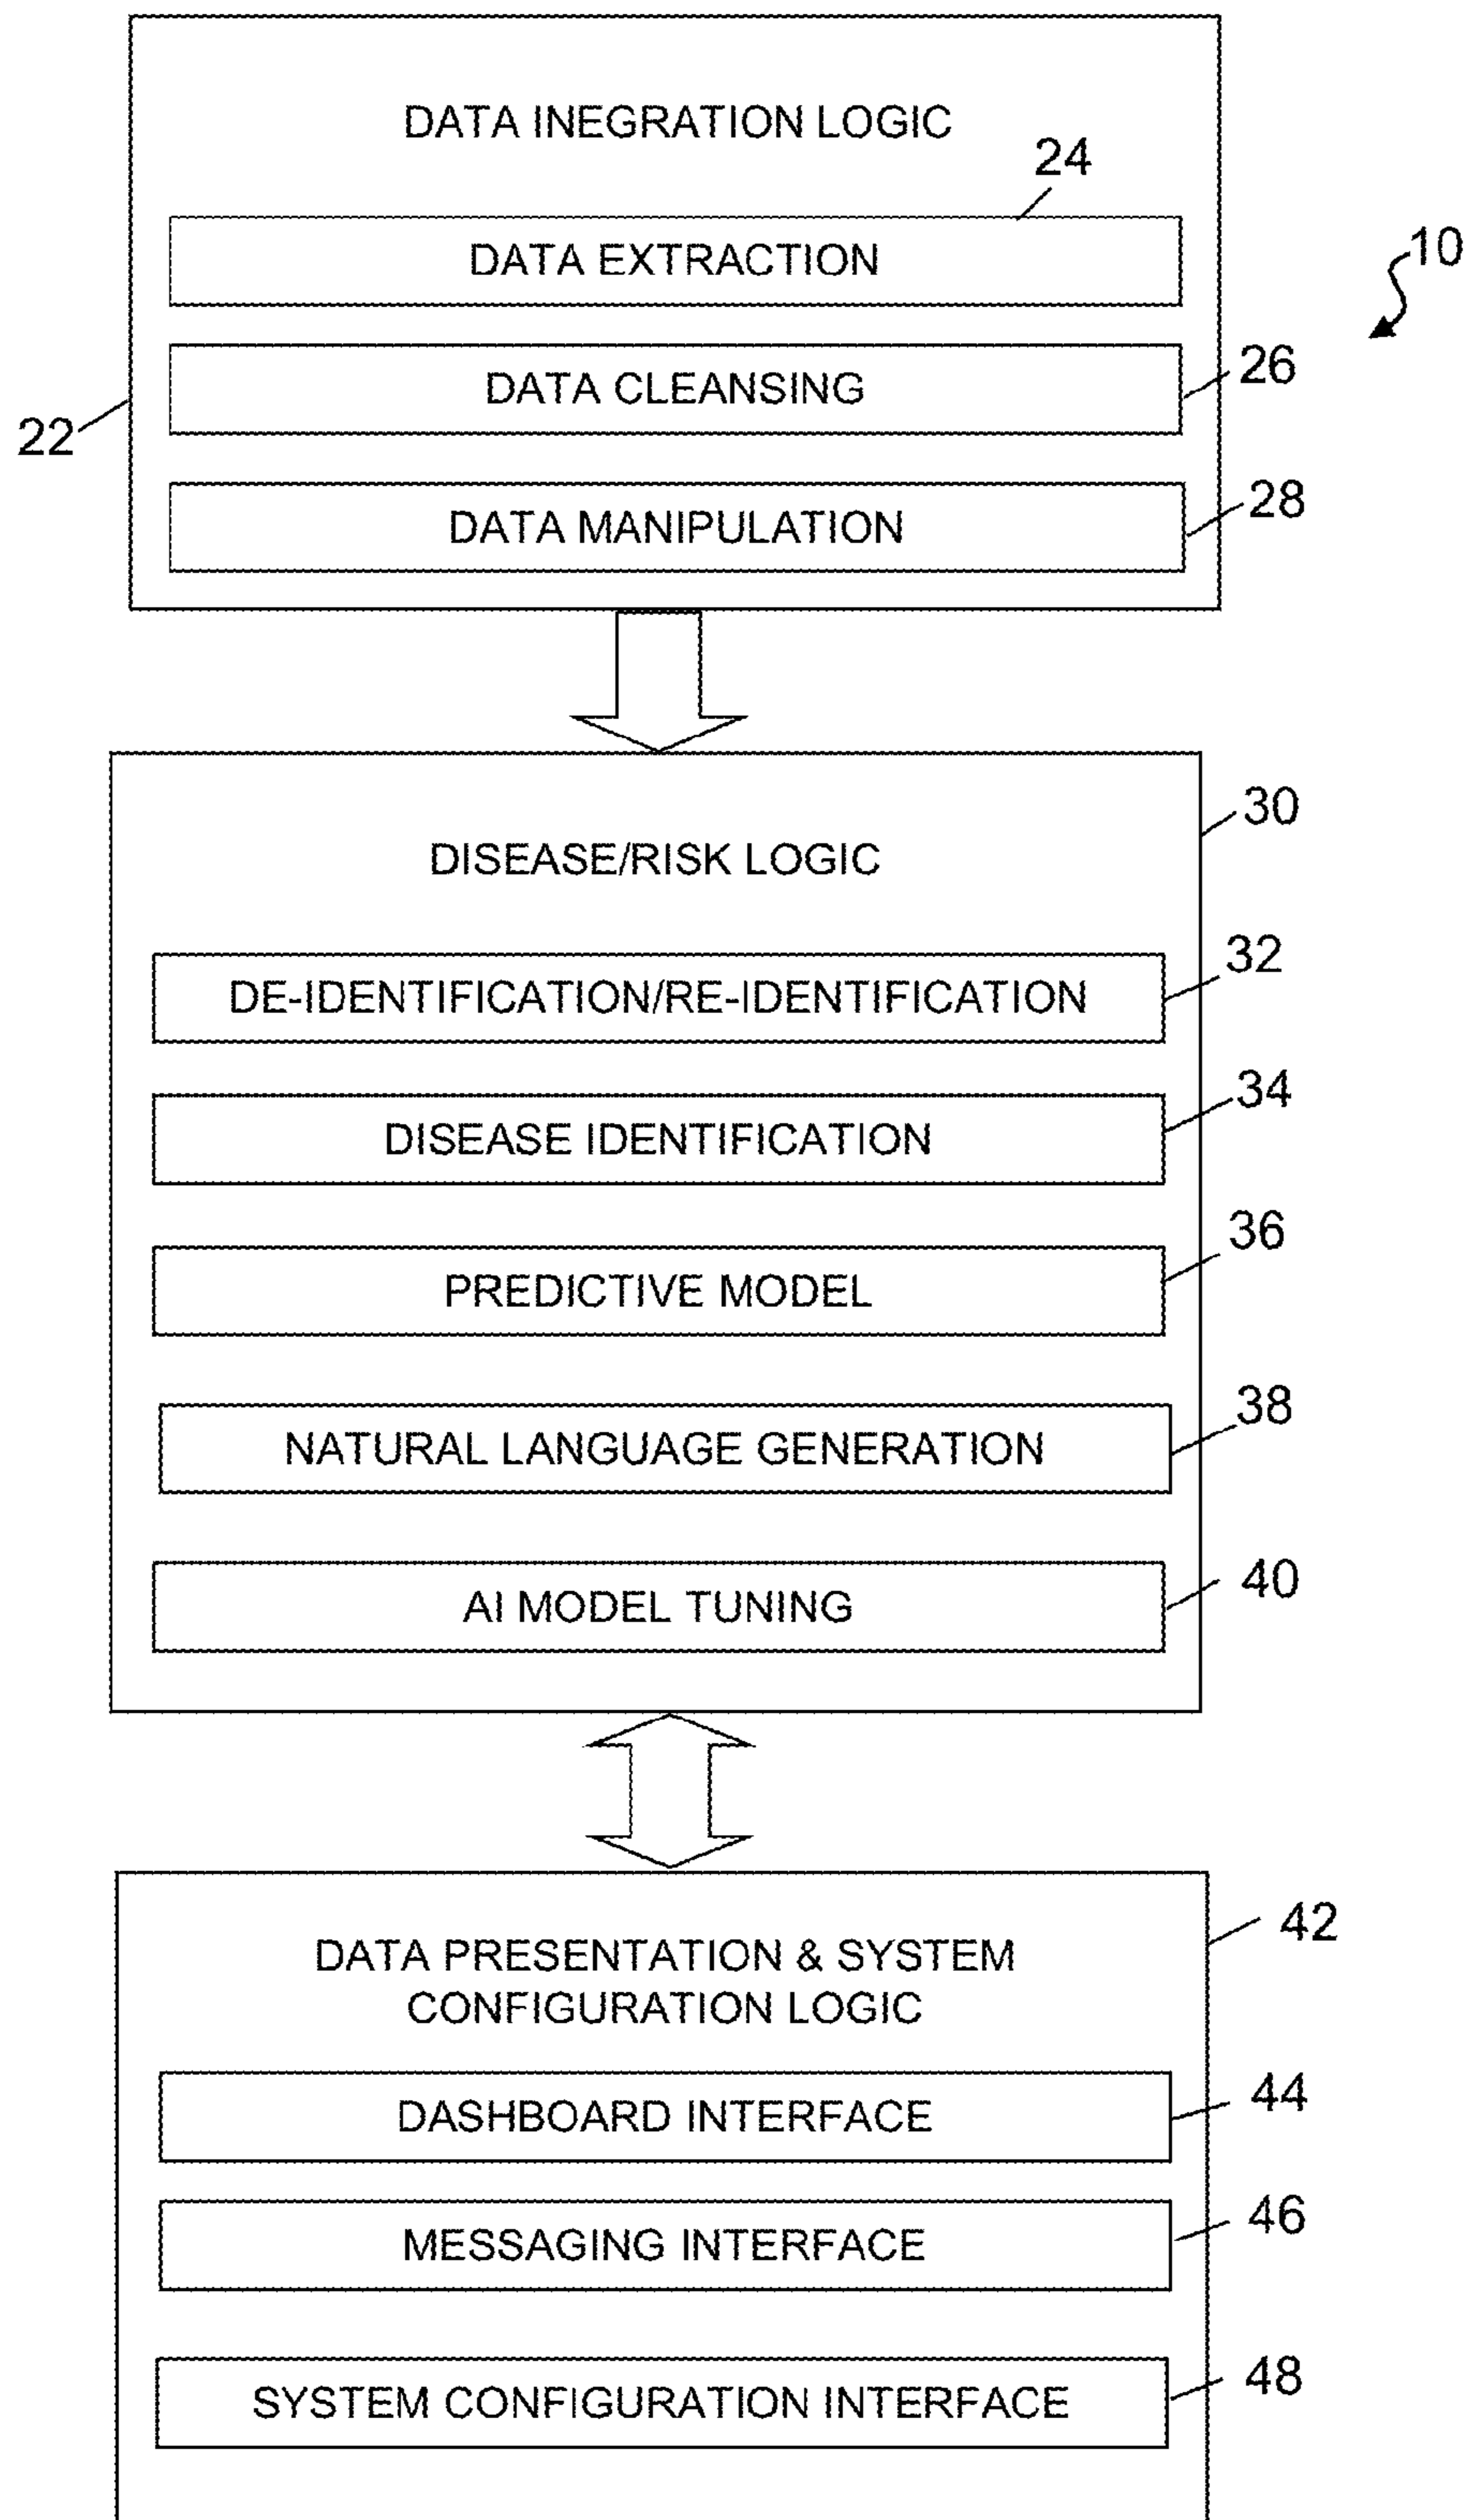 DATA INEGRATION LOGIC
24
DATA EXTRACTION
10
26
DATA CLEANSING
22
28
DATA MANIPULATION
30
DISEASE/RISK LOGIC
32
DE-IDENTIFICATION/RE-IDENTIFICATION
34
DISEASE IDENTIFICATION
36
PREDICTIVE MODEL
38
NATURAL LANGUAGE GENERATION
40
AI MODEL TUNING
42
DATA PRESENTATION & SYSTEM
CONFIGURATION LOGIC
44
DASHBOARD INTERFACE
46
MESSAGING INTERFACE
48
SYSTEM CONFIGURATION INTERFACE